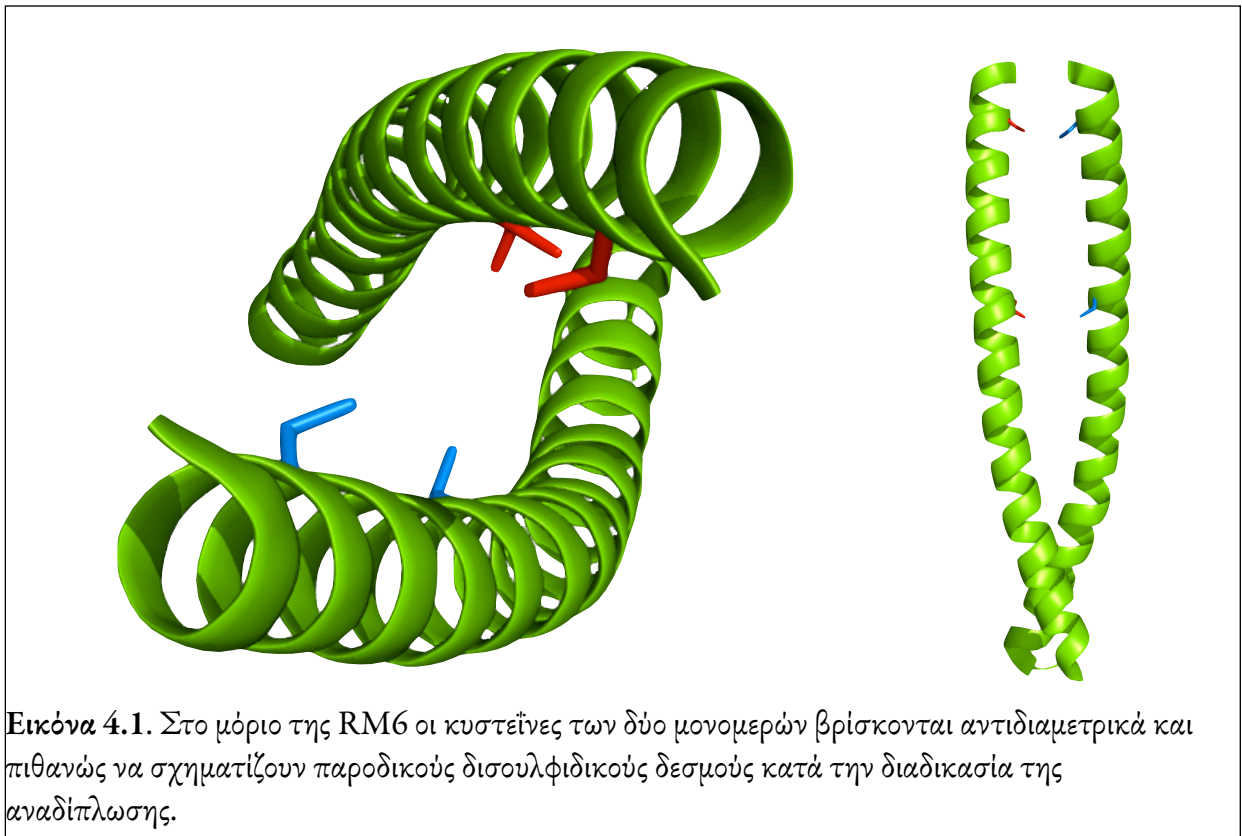 Εικόνα 4.1. Στο μόριο της RM6 οι κυστεΐνες των δύο μονομερών βρίσκονται αντιδιαμετρικά και
πιθανώς να σχηματίζουν παροδικούς δισουλφιδικούς δεσμούς κατά την διαδικασία της
αναδίπλωσης.